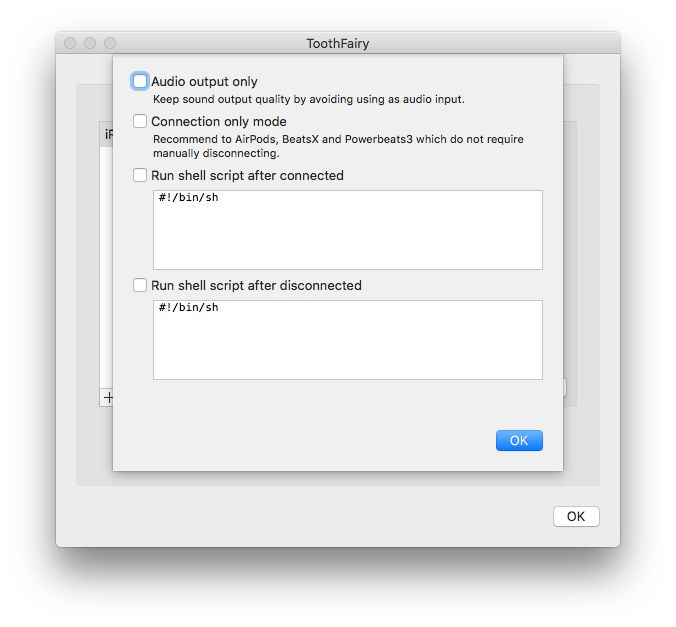 ToothFairy
Audio output only
Keep sound output quality by avoiding using as audio input.
Connection only mode
Recommend to AirPods, BeatsX and Powerbeats3 which do not require
manually disconnecting.
Run shell script after connected
#!/bin/sh
Run shell script after disconnected
#!/bin/sh
OK
OK